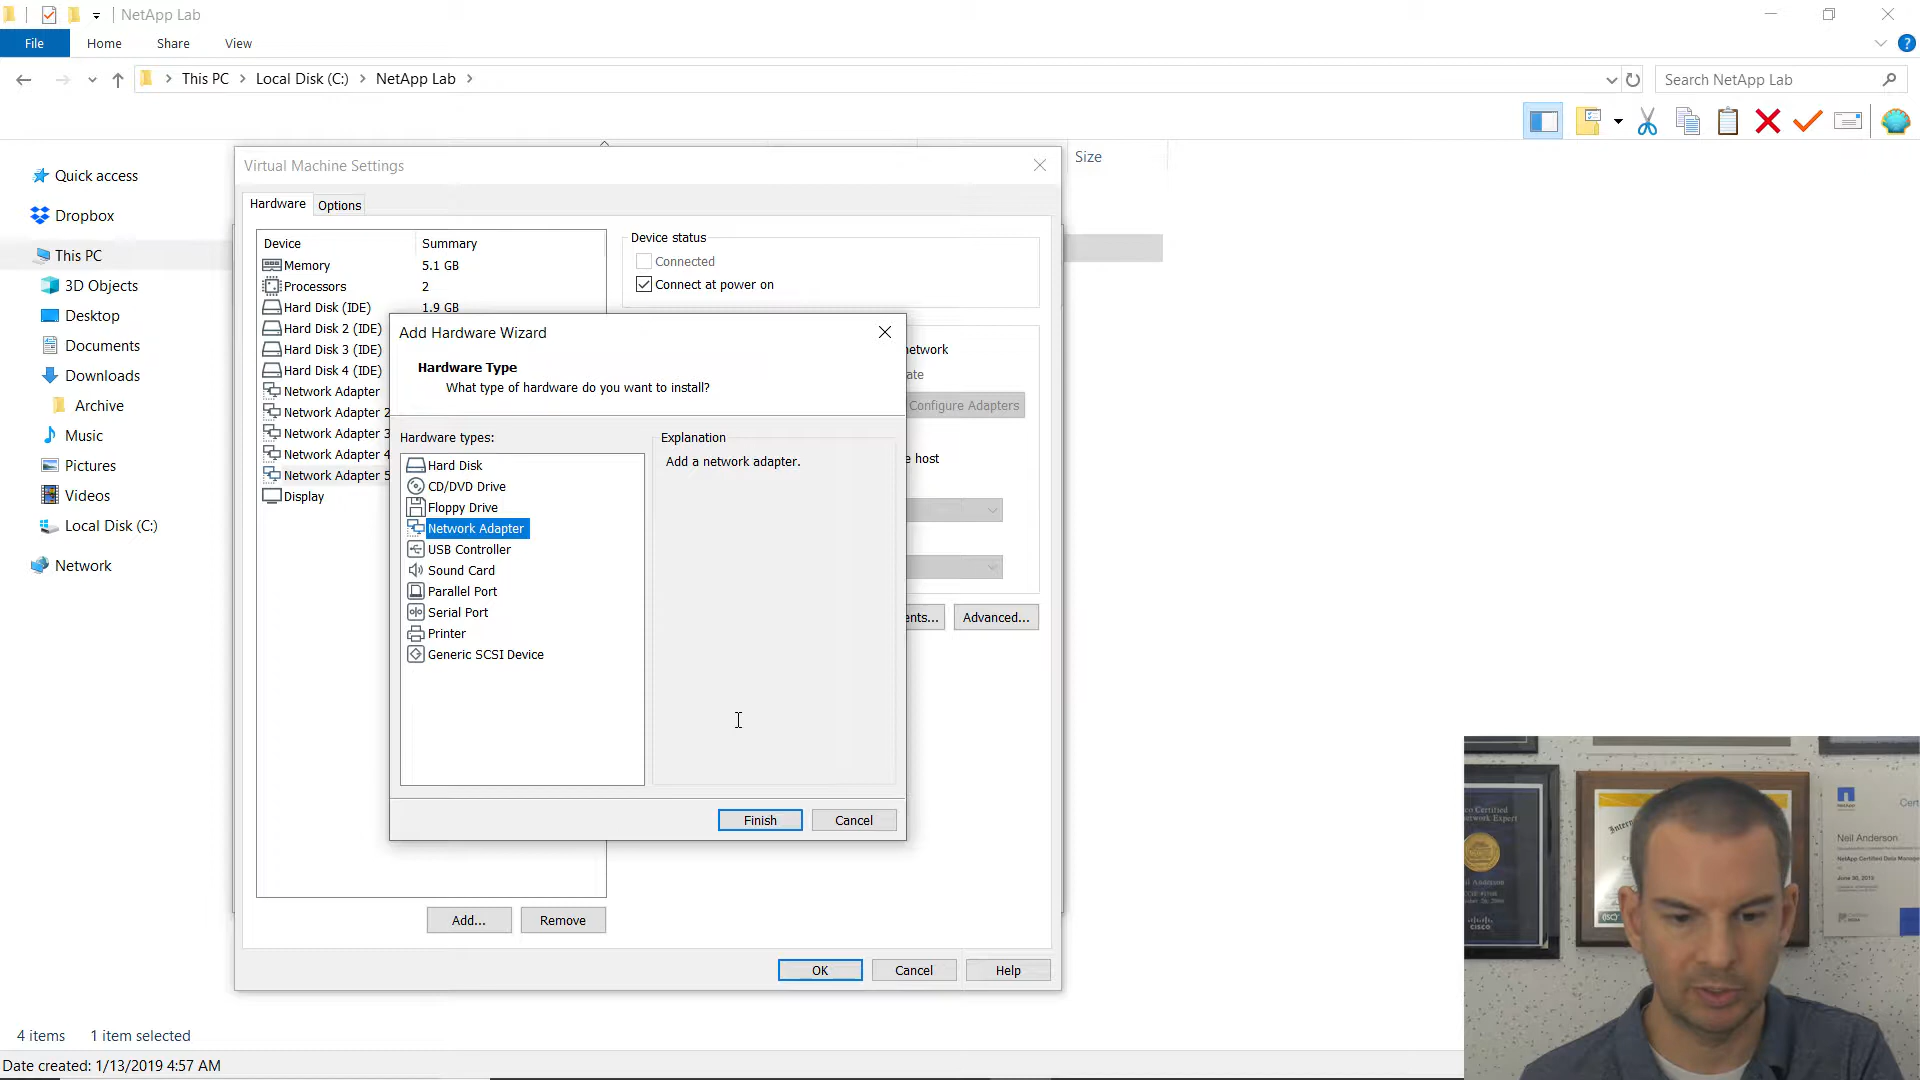 NetApp Lab
File
Home
Share
View
This PC
Local Disk (C:)
NetApp Lab
Search NetApp Lab
Quick access
Dropbox
This PC
3D Objects
Desktop
Documents
Downloads
Archive
Music
Pictures
Videos
Local Disk (C:)
Network
Size
Virtual Machine Settings
Hardware
Options
Device
Summary
Memory
5.1 GB
Processors
2
Hard Disk (IDE)
1.9 GB
Hard Disk 2 (IDE)
Hard Disk 3 (IDE)
Hard Disk 4 (IDE)
Network Adapter
Network Adapter 2
Network Adapter 3
Network Adapter 4
Network Adapter 5
Display
Device status
Connected
Connect at power on
Configure Adapters
host
Advanced...
Add Hardware Wizard
Hardware Type
What type of hardware do you want to install?
Hardware types:
Hard Disk
CD/DVD Drive
Floppy Drive
Network Adapter
USB Controller
Sound Card
Parallel Port
Serial Port
Printer
Generic SCSI Device
Explanation
Add a network adapter.
Finish
Cancel
Add...
Remove
OK
Cancel
Help
4 items
1 item selected
Date created: 1/13/2019 4:57 AM
NetApp
Neil Anderson
June 30, 2015
CISCO